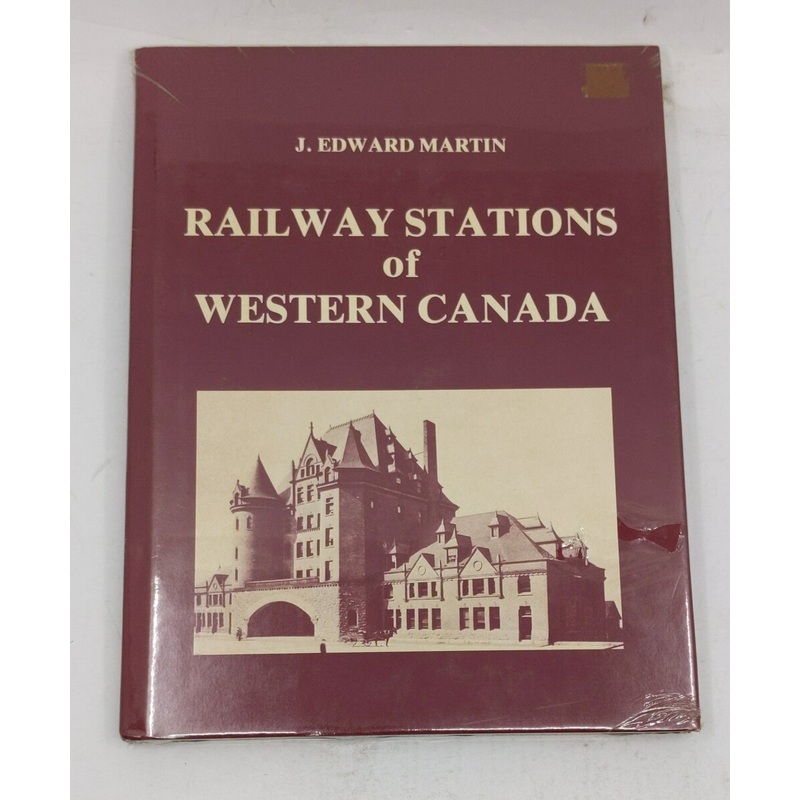 J. EDWARD MARTIN
RAILWAY STATIONS
of
WESTERN CANADA